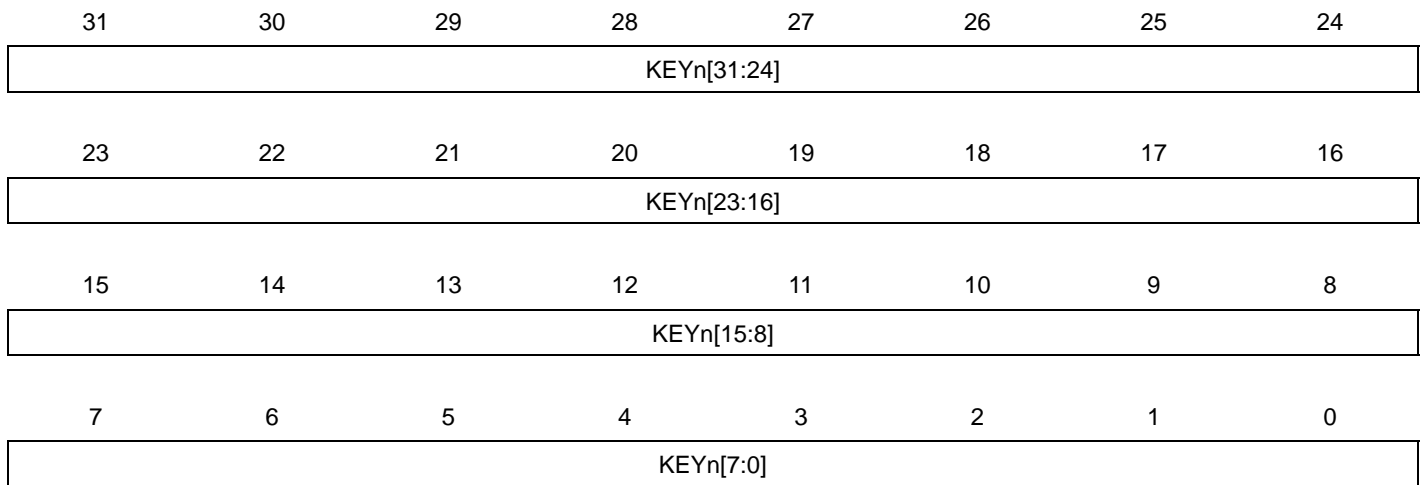 31 30 29 28 27 26 25 24
KEYn[31:24]
23 22 21 20 19 18 17 16
KEYn[23:16]
15 14 13 12 11 10 9 8
KEYn[15:8]
7 6 5 4 3 2 1 0
KEYn[7:0]